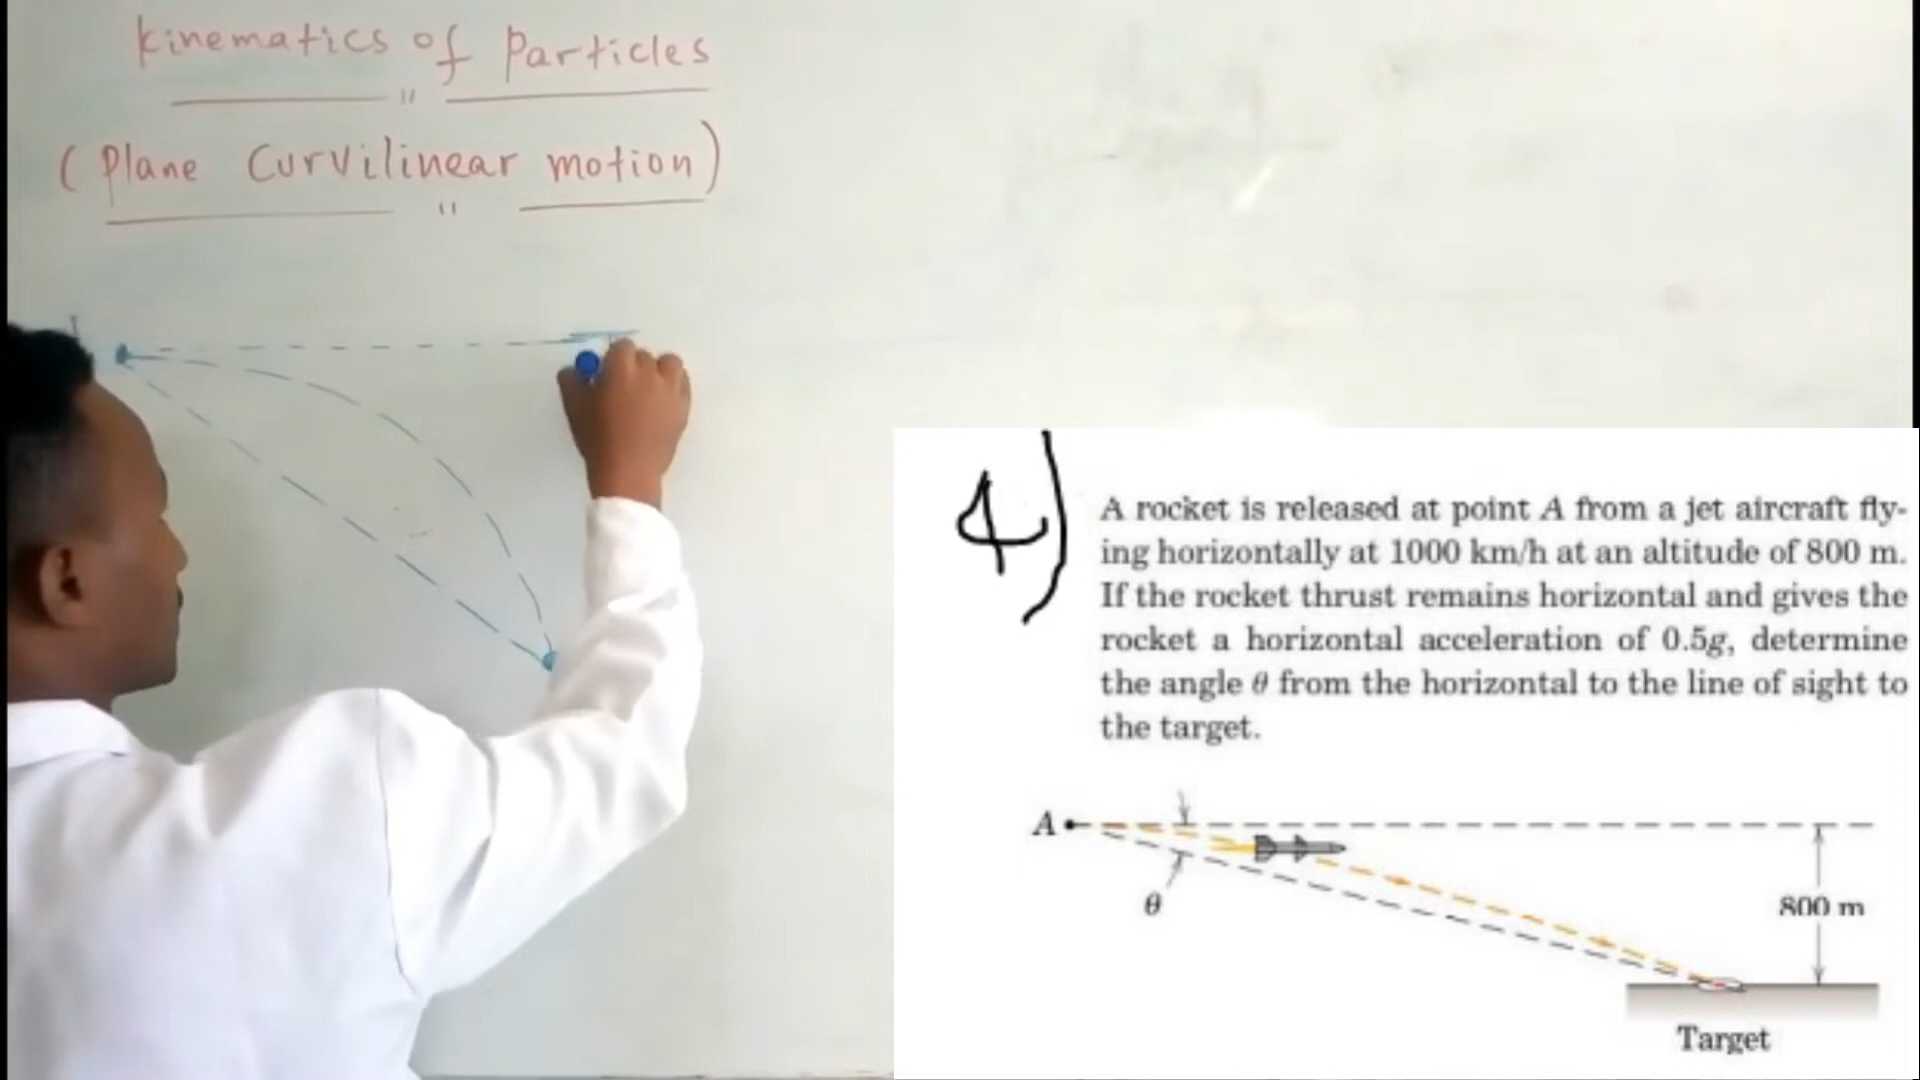 kinematics of Particles
(Plane Curvilinear motion)
4)
A rocket is released at point A from a jet aircraft fly-
ing horizontally at 1000 km/h at an altitude of 800 m.
If the rocket thrust remains horizontal and gives the
rocket a horizontal acceleration of 0.5g, determine
the angle θ from the horizontal to the line of sight to
the target.
A
θ
800 m
Target